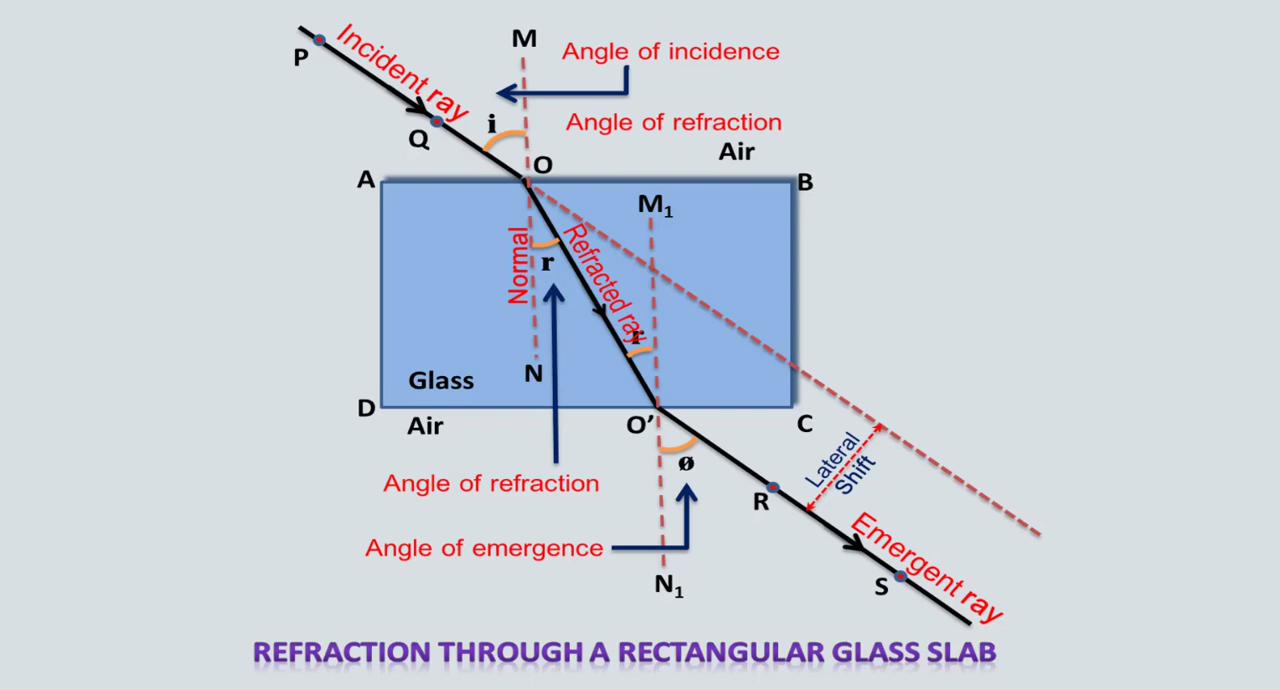 P
Incident ray
M
Angle of incidence
Q
i
Angle of refraction
Air
O
A
B
M₁
Normal
r
Refracted ray
r
N
Glass
D
Air
O’
C
Lateral
Shift
ø
Angle of refraction
R
Angle of emergence
Emergent ray
S
N₁
REFRACTION THROUGH A RECTANGULAR GLASS SLAB